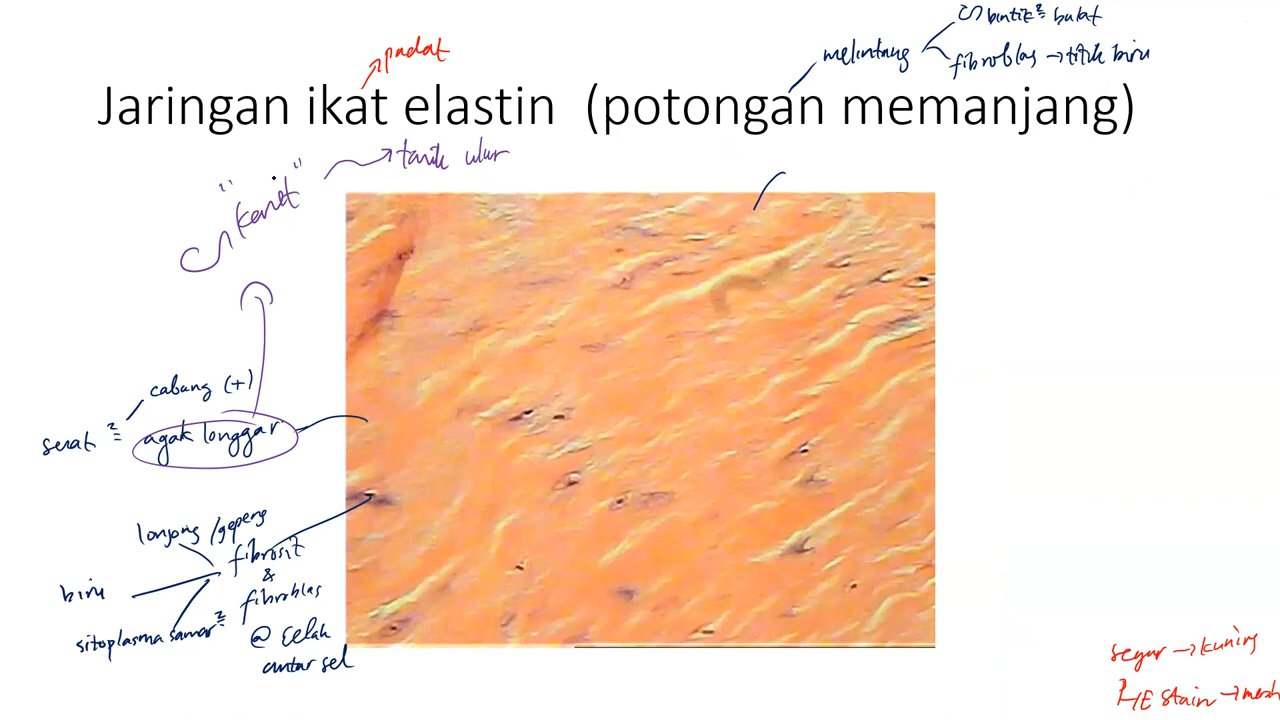 bintik² bulat
padat
melintang
fibroblas → titik biru
Jaringan ikat elastin (potongan memanjang)
"karet" → tarik ulur
cabang (+)
serat²
agak longgar
lonjong/gepeng
fibrosit
&
biru
fibroblas
sitoplasma samar²
@ celah
antar sel
segar → kuning
HE stain → merah